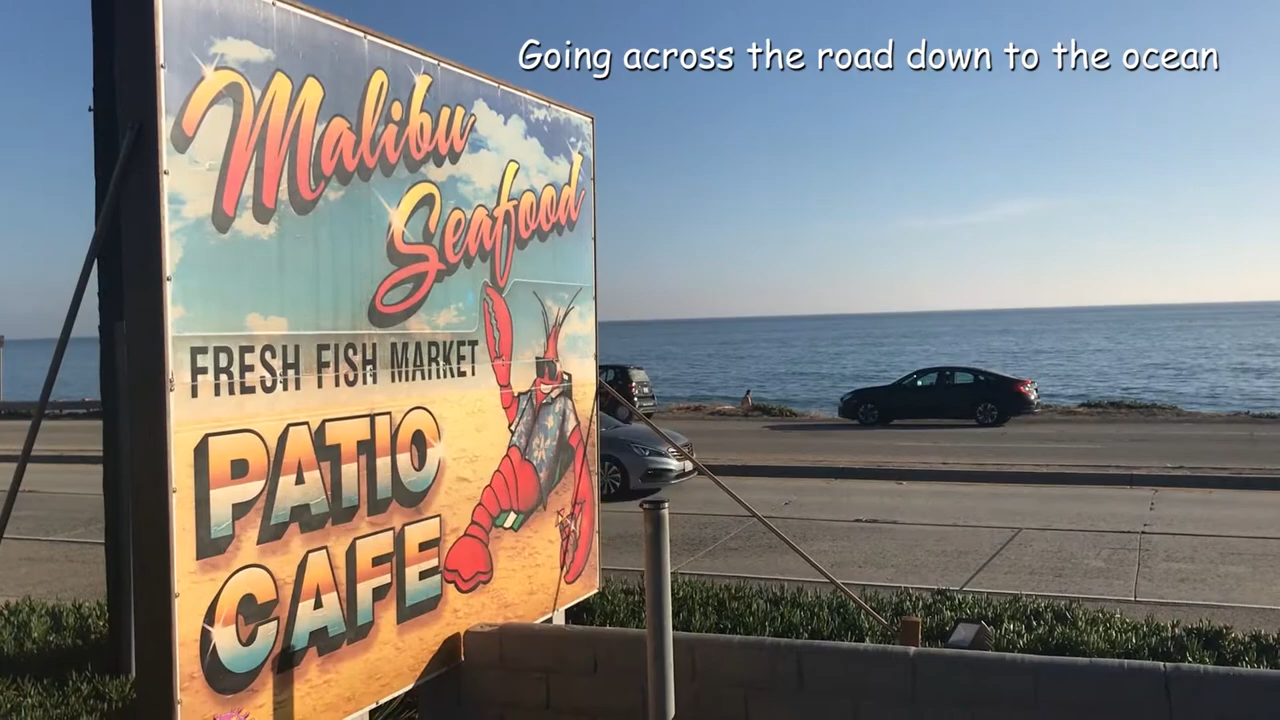 Going across the road down to the ocean
Malibu
Seafood
FRESH FISH MARKET
PATIO
CAFE